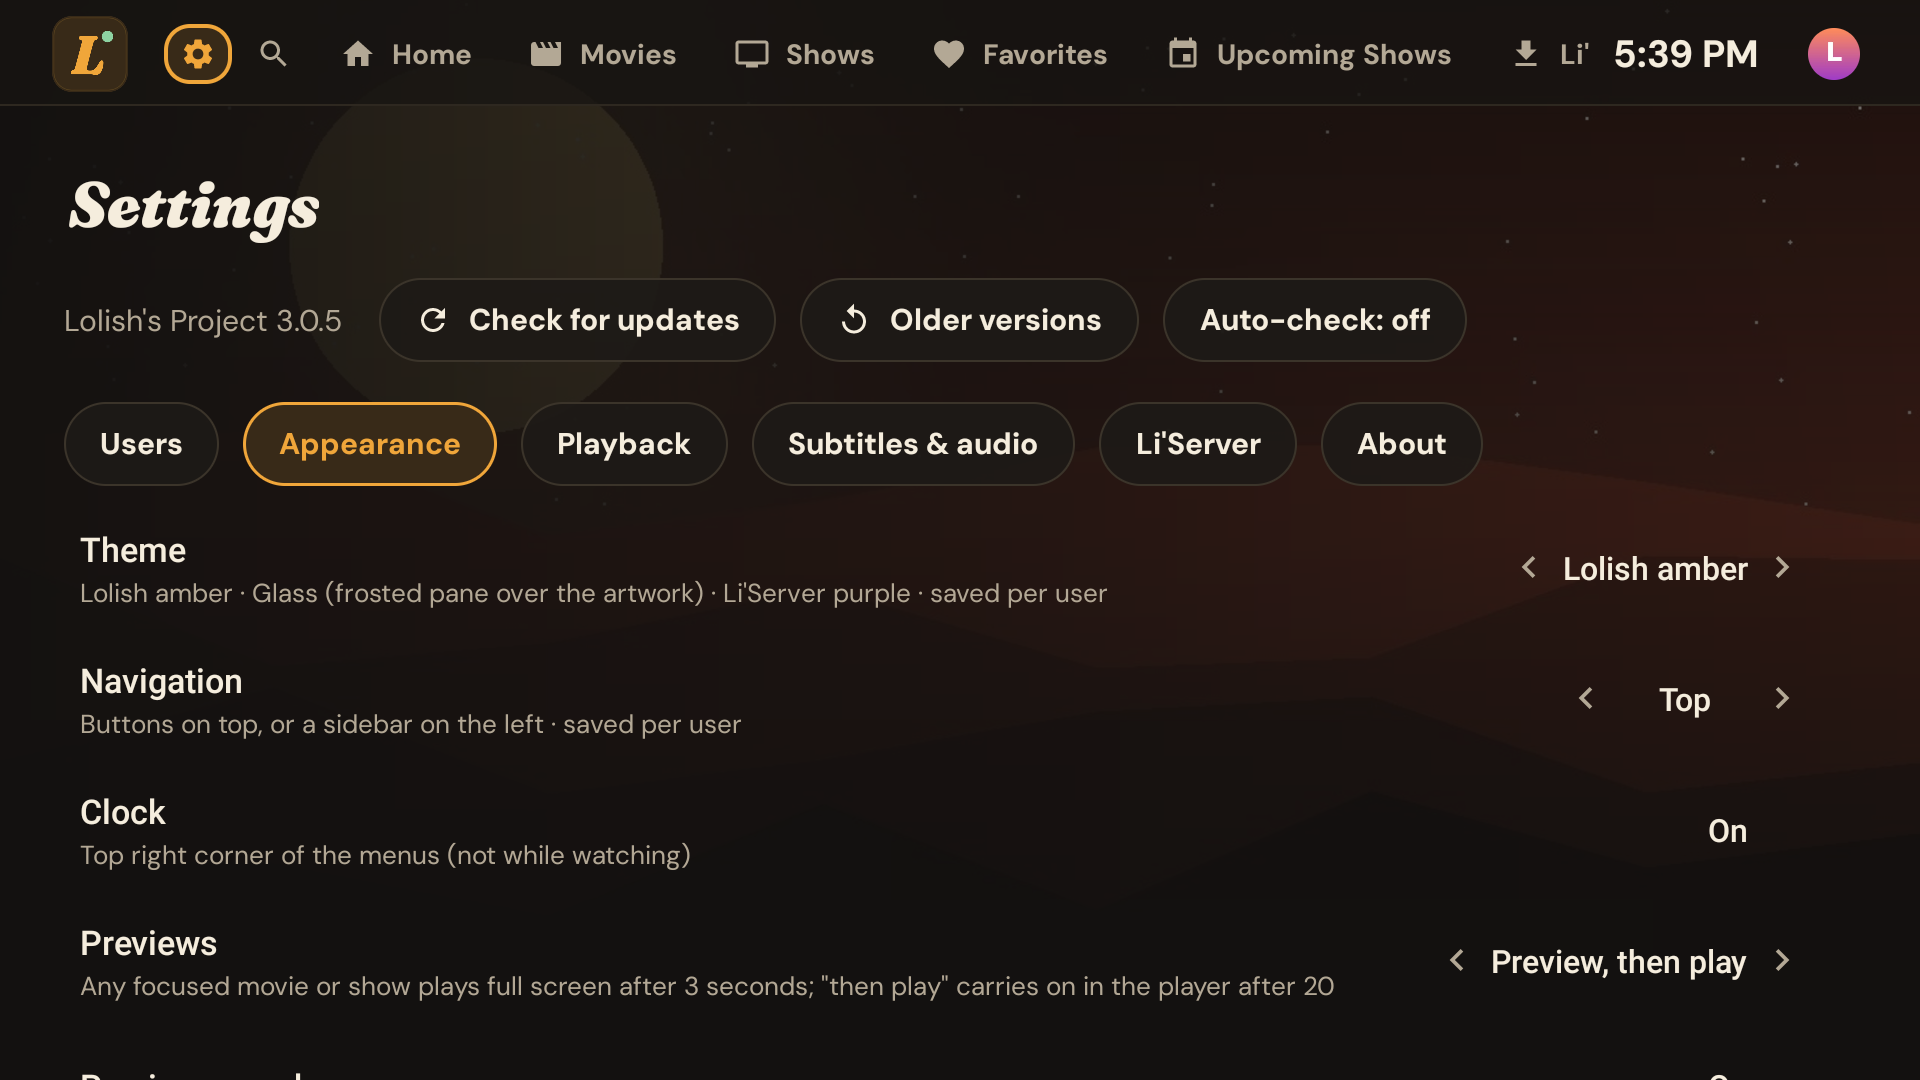 L
Home
Movies
Shows
Favorites
Upcoming Shows
Li'
5:39 PM
L
Settings
Lolish's Project 3.0.5
Check for updates
Older versions
Auto-check: off
Users
Appearance
Playback
Subtitles & audio
Li'Server
About
Theme
Lolish amber · Glass (frosted pane over the artwork) · Li'Server purple · saved per user
Lolish amber
Navigation
Buttons on top, or a sidebar on the left · saved per user
Top
Clock
Top right corner of the menus (not while watching)
On
Previews
Any focused movie or show plays full screen after 3 seconds; "then play" carries on in the player after 20
Preview, then play